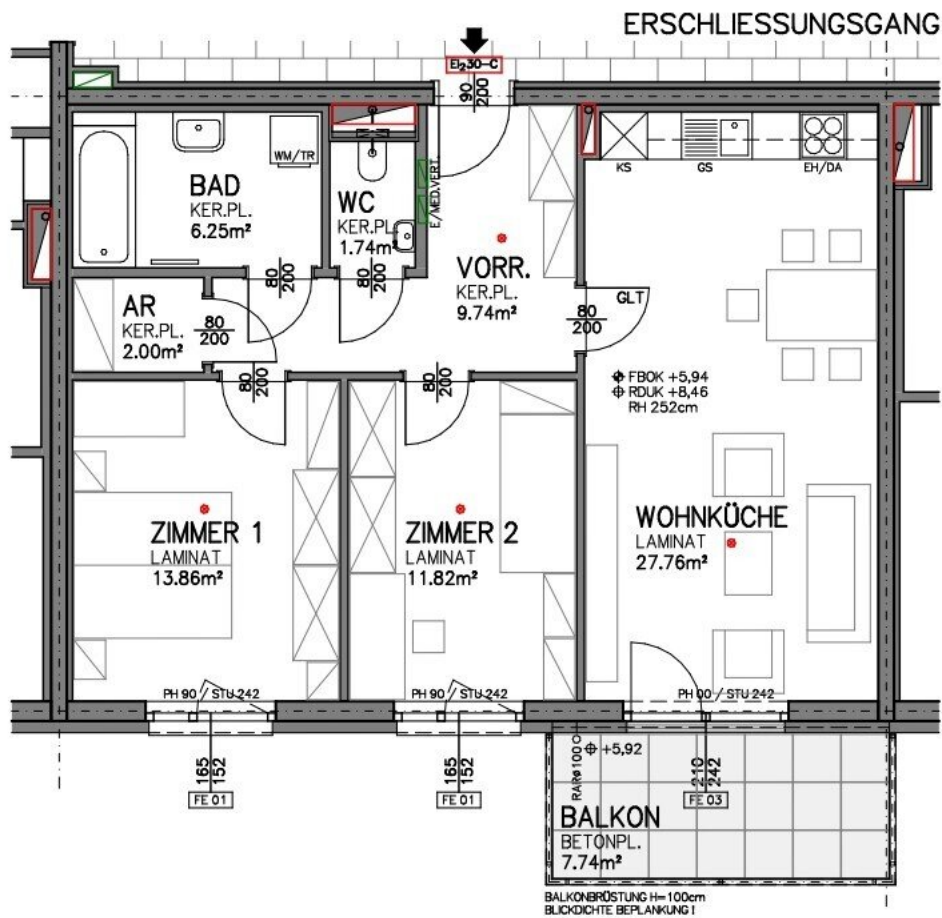 ERSCHLIESSUNGSGANG
EI₂30-C
90
200
BAD
KER.PL.
6.25m²
WM/TR
WC
KER.PL.
1.74m²
E/MED.VERT.
KS
GS
EH/DA
VORR.
KER.PL.
9.74m²
AR
KER.PL.
2.00m²
80
200
80
200
80
200
80
200
80
200
80
200
GLT
FBOK +5,94
RDUK +8,46
RH 252cm
ZIMMER 1
LAMINAT
13.86m²
ZIMMER 2
LAMINAT
11.82m²
WOHNKÜCHE
LAMINAT
27.76m²
PH 90 / STU 242
PH 90 / STU 242
PH 00 / STU 242
165
152
FE 01
165
152
FE 01
210
242
FE 03
RARø100
+5,92
BALKON
BETONPL.
7.74m²
BALKONBRÜSTUNG H=100cm
BLICKDICHTE BEPLANKUNG !